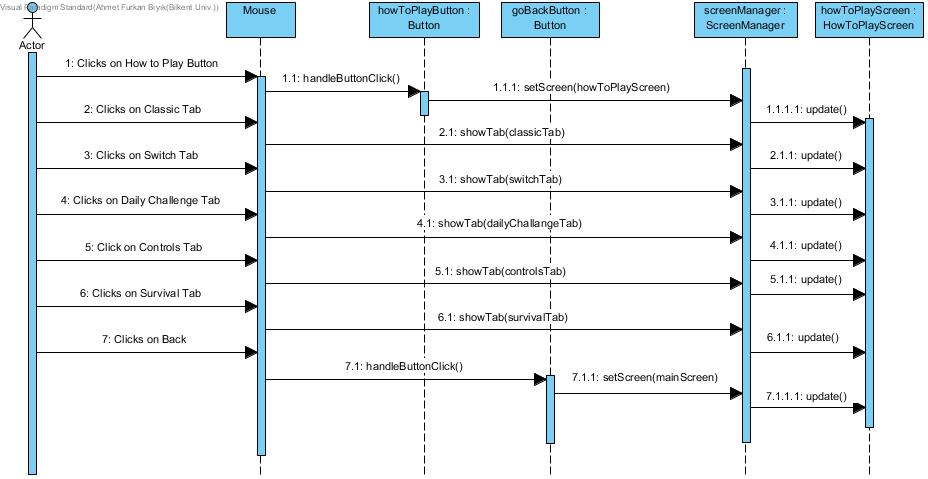 Visual Paradigm Standard(Ahmet Furkan Bıyık(Bilkent Univ.))
Actor
Mouse
howToPlayButton :
Button
goBackButton :
Button
screenManager :
ScreenManager
howToPlayScreen :
HowToPlayScreen
1: Clicks on How to Play Button
1.1: handleButtonClick()
1.1.1: setScreen(howToPlayScreen)
1.1.1.1: update()
2: Clicks on Classic Tab
2.1: showTab(classicTab)
2.1.1: update()
3: Clicks on Switch Tab
3.1: showTab(switchTab)
3.1.1: update()
4: Clicks on Daily Challenge Tab
4.1: showTab(dailyChallangeTab)
4.1.1: update()
5: Click on Controls Tab
5.1: showTab(controlsTab)
5.1.1: update()
6: Clicks on Survival Tab
6.1: showTab(survivalTab)
6.1.1: update()
7: Clicks on Back
7.1: handleButtonClick()
7.1.1: setScreen(mainScreen)
7.1.1.1: update()